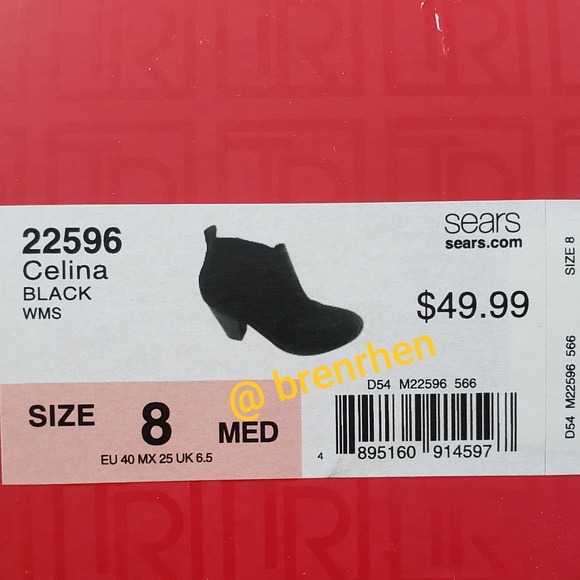 22596
Celina
BLACK
WMS
sears
sears.com
$49.99
@ brenrhen
SIZE 8 MED
EU 40 MX 25 UK 6.5
D54 M22596 566
4 895160 914597
D54 M22596 566 SIZE 8